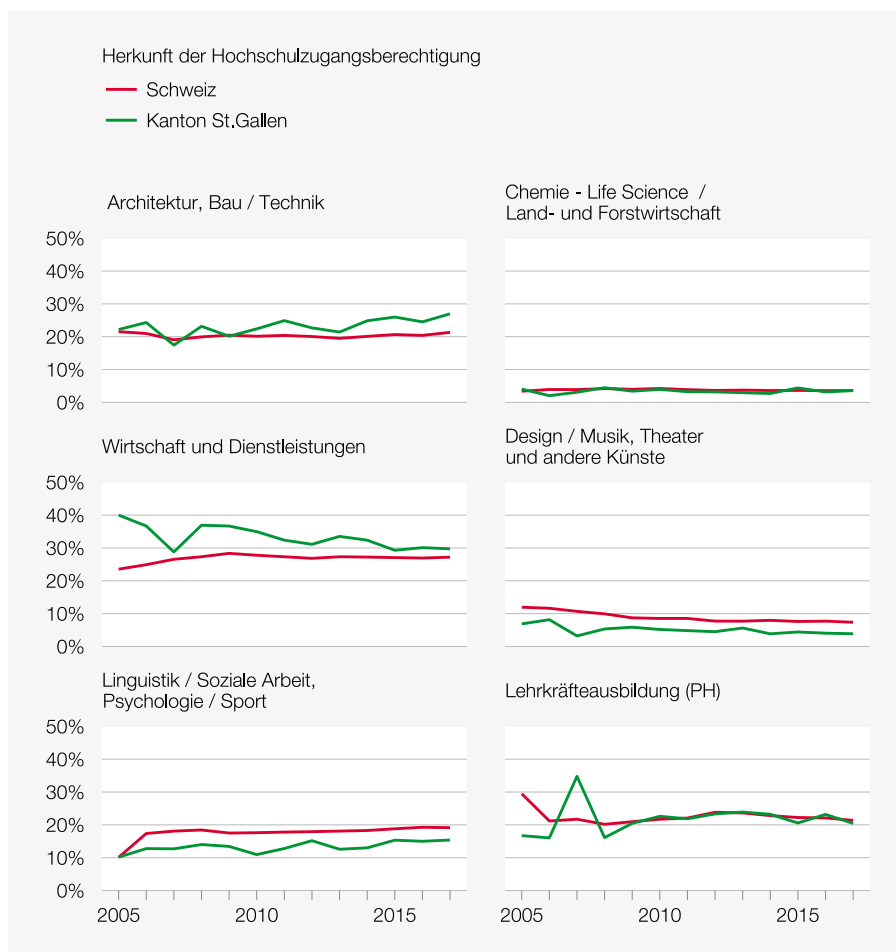 Herkunft der Hochschulzugangsberechtigung
Schweiz
Kanton St.Gallen
Architektur, Bau / Technik
50%
40%
30%
20%
10%
0%
Chemie - Life Science /
Land- und Forstwirtschaft
Wirtschaft und Dienstleistungen
50%
40%
30%
20%
10%
0%
Design / Musik, Theater
und andere Künste
Linguistik / Soziale Arbeit,
Psychologie / Sport
50%
40%
30%
20%
10%
0%
2005 2010 2015
Lehrkräfteausbildung (PH)
2005 2010 2015